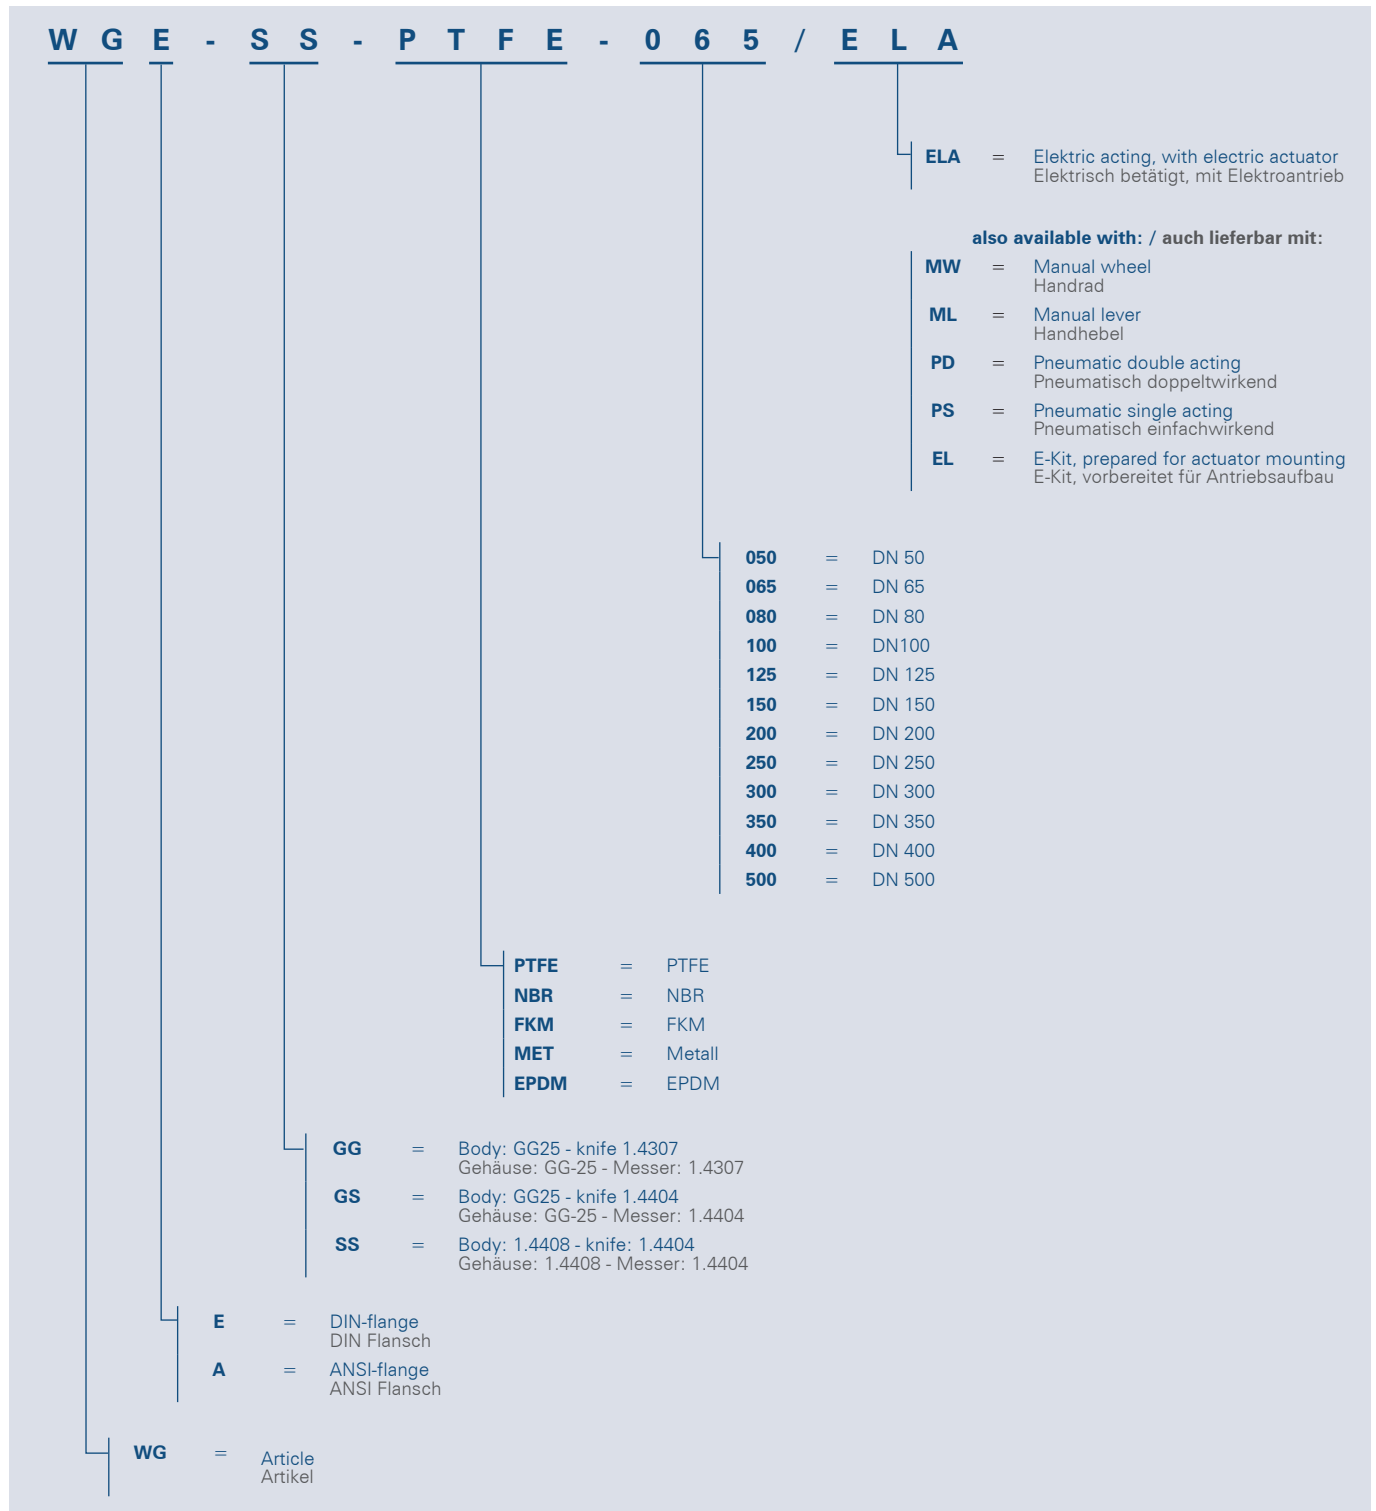 WGE-SS-PTFE-065/ELA
ELA = Elektric acting, with electric actuator
Elektrisch betätigt, mit Elektroantrieb
also available with: / auch lieferbar mit:
MW = Manual wheel
Handrad
ML = Manual lever
Handhebel
PD = Pneumatic double acting
Pneumatisch doppeltwirkend
PS = Pneumatic single acting
Pneumatisch einfachwirkend
EL = E-Kit, prepared for actuator mounting
E-Kit, vorbereitet für Antriebsaufbau
050 = DN 50
065 = DN 65
080 = DN 80
100 = DN100
125 = DN 125
150 = DN 150
200 = DN 200
250 = DN 250
300 = DN 300
350 = DN 350
400 = DN 400
500 = DN 500
PTFE = PTFE
NBR = NBR
FKM = FKM
MET = Metall
EPDM = EPDM
GG = Body: GG25 - knife 1.4307
Gehäuse: GG-25 - Messer: 1.4307
GS = Body: GG25 - knife 1.4404
Gehäuse: GG-25 - Messer: 1.4404
SS = Body: 1.4408 - knife: 1.4404
Gehäuse: 1.4408 - Messer: 1.4404
E = DIN-flange
DIN Flansch
A = ANSI-flange
ANSI Flansch
WG = Article
Artikel